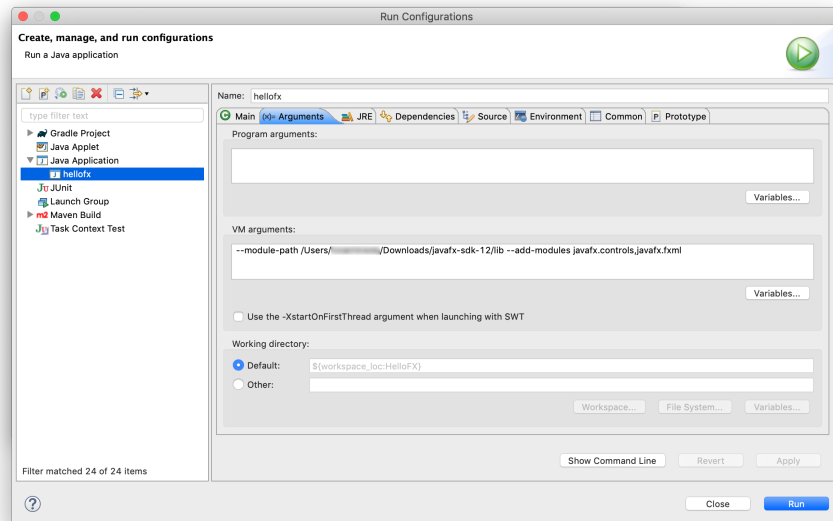 Run Configurations
Create, manage, and run configurations
Run a Java application
type filter text
Gradle Project
Java Applet
Java Application
hellofx
JUnit
Launch Group
Maven Build
Task Context Test
Filter matched 24 of 24 items
Name: hellofx
Main (x)= Arguments JRE Dependencies Source Environment Common Prototype
Program arguments:
Variables...
VM arguments:
--module-path /Users/ /Downloads/javafx-sdk-12/lib --add-modules javafx.controls,javafx.fxml
Variables...
Use the -XstartOnFirstThread argument when launching with SWT
Working directory:
Default: ${workspace_loc:HelloFX}
Other:
Workspace... File System... Variables...
Show Command Line Revert Apply
? Close Run